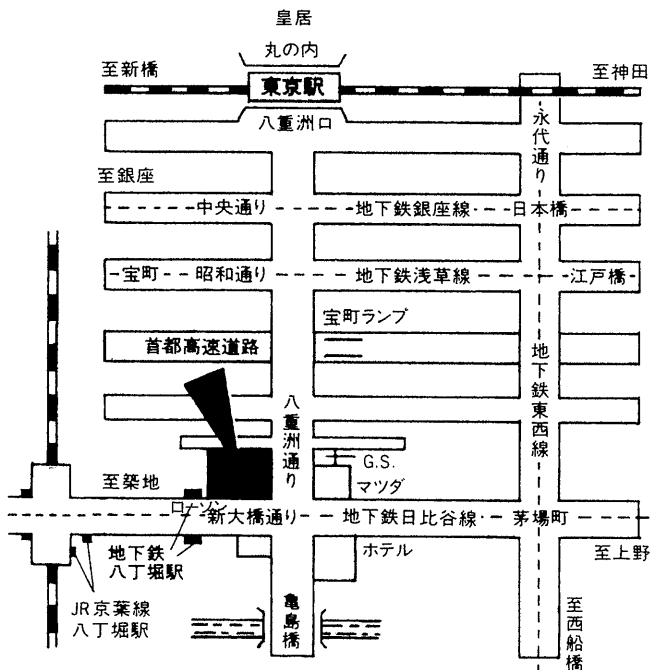 皇居
丸の内
至新橋
東京駅
至神田
八重洲口
永代通り
至銀座
中央通り
地下鉄銀座線
日本橋
宝町
昭和通り
地下鉄浅草線
江戸橋
宝町ランプ
首都高速道路
地下鉄東西線
八重洲通り
G.S.
至築地
マツダ
ローソン
新大橋通り
地下鉄日比谷線
茅場町
地下鉄
八丁堀駅
ホテル
至上野
JR京葉線
八丁堀駅
亀島橋
至西船橋